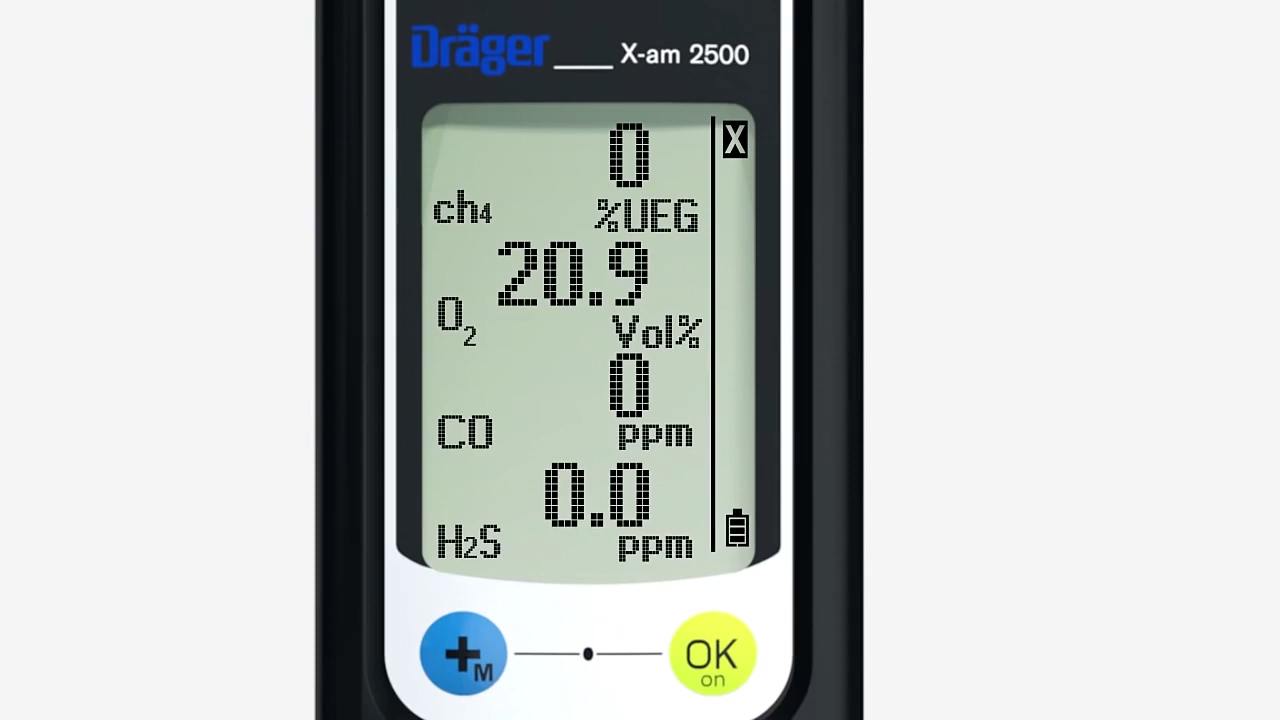 Dräger X-am 2500
0
X
ch₄ %UEG
20.9
O₂ Vol%
0
CO ppm
0.0
H₂S ppm
+M OK
on